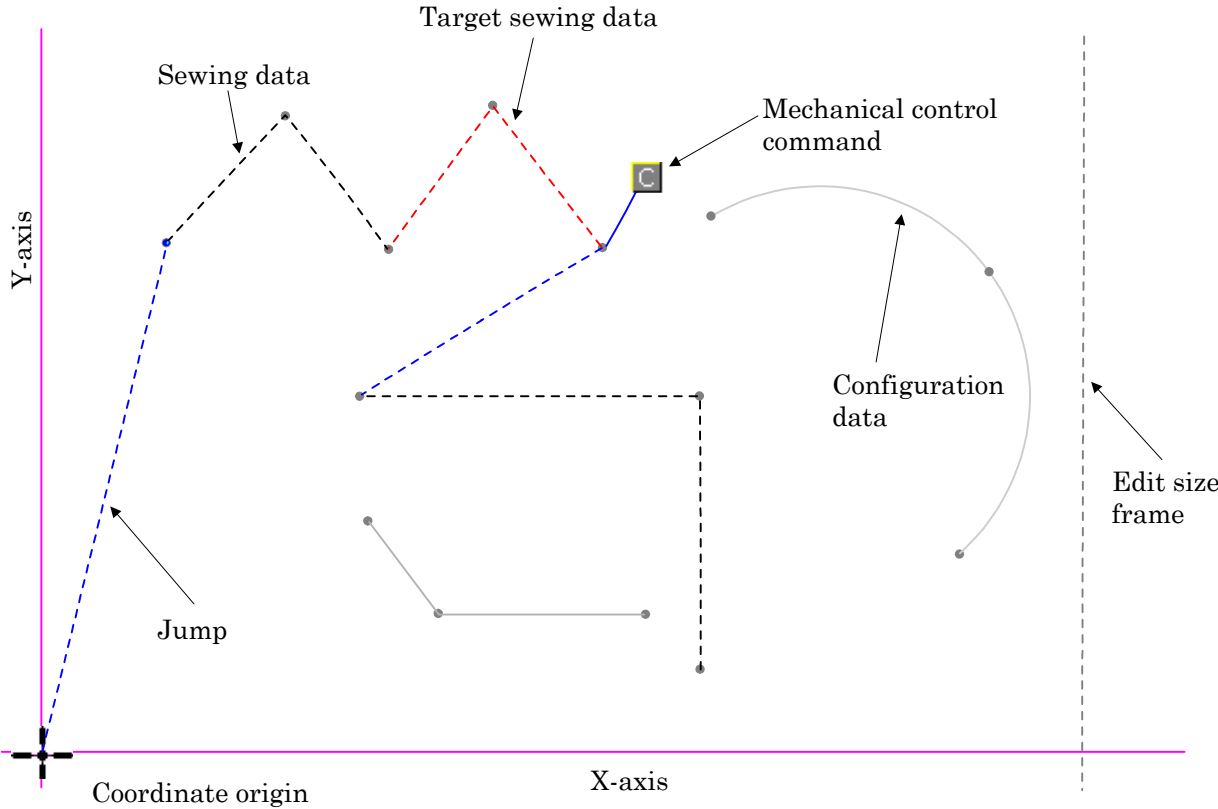 Target sewing data
Sewing data
Mechanical control
command
C
Y-axis
Configuration
data
Edit size
frame
Jump
X-axis
Coordinate origin